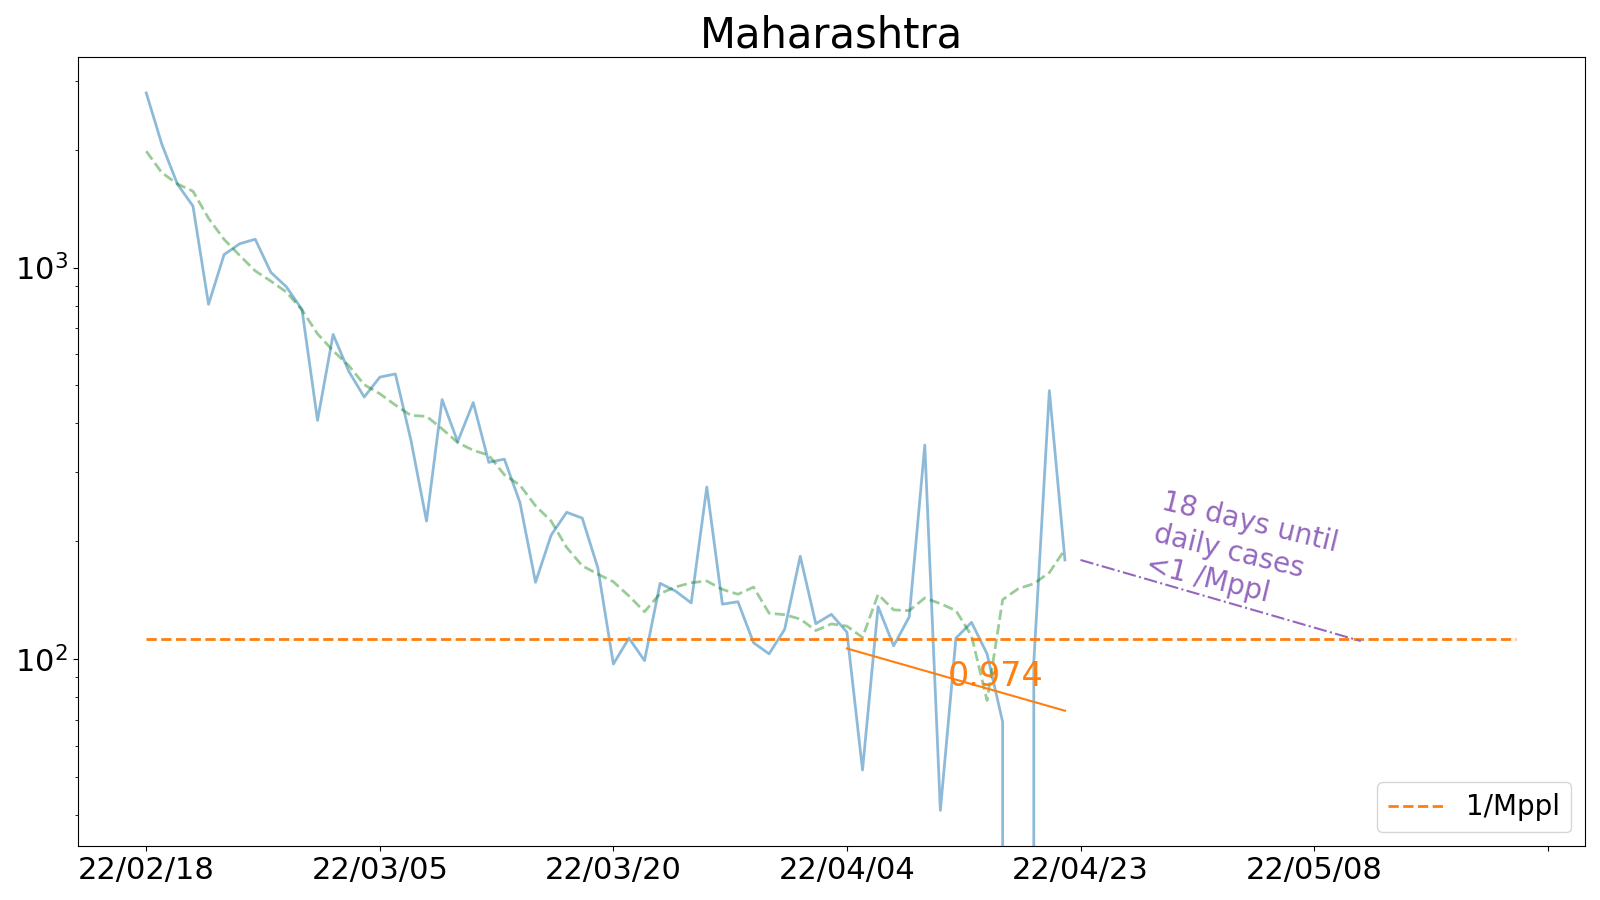 Maharashtra
10³
10²
18 days until
daily cases
<1 /Mppl
0.974
1/Mppl
22/02/18
22/03/05
22/03/20
22/04/04
22/04/23
22/05/08